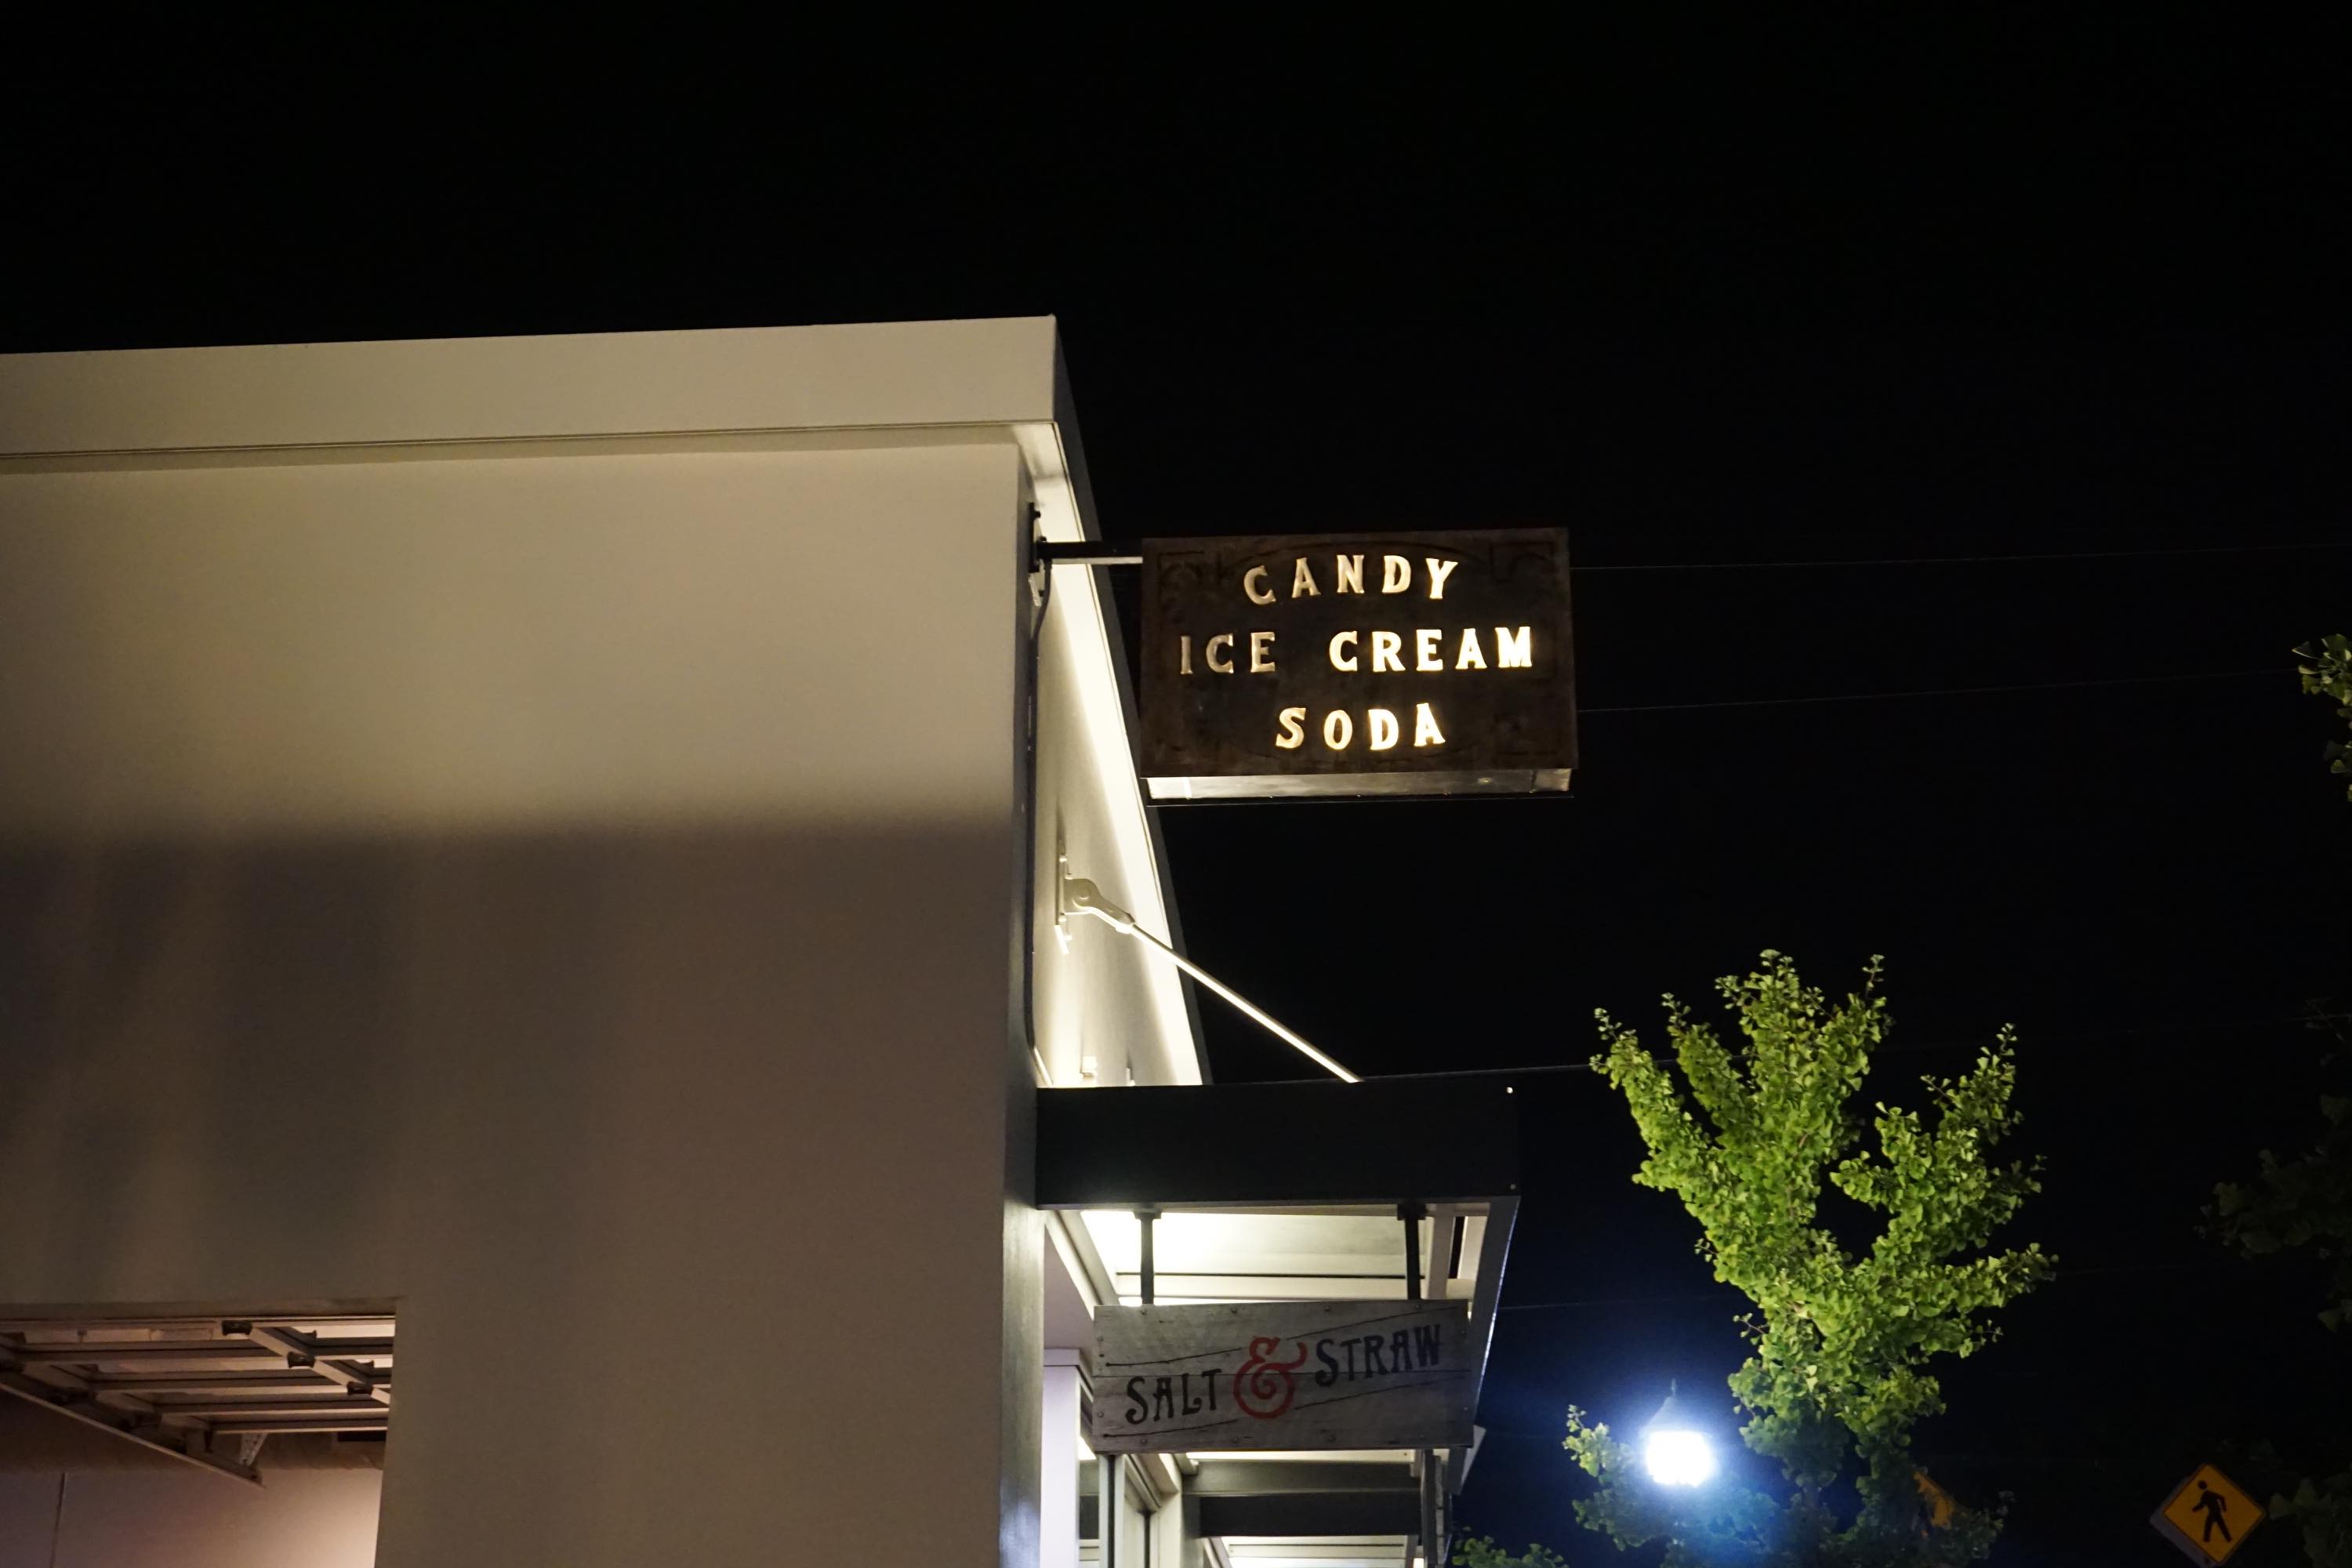 CANDY
ICE CREAM
SODA
SALT & STRAW